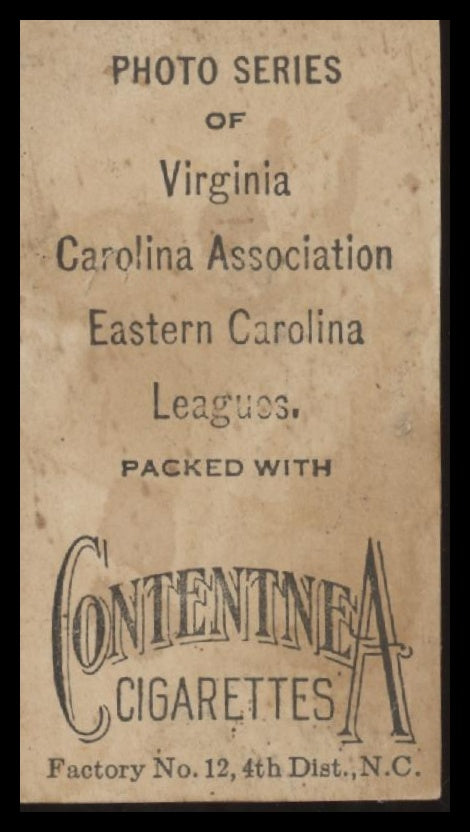 PHOTO SERIES
OF
Virginia
Carolina Association
Eastern Carolina
Leagues.
PACKED WITH
CONTENTNEA
CIGARETTES
Factory No. 12, 4th Dist., N.C.